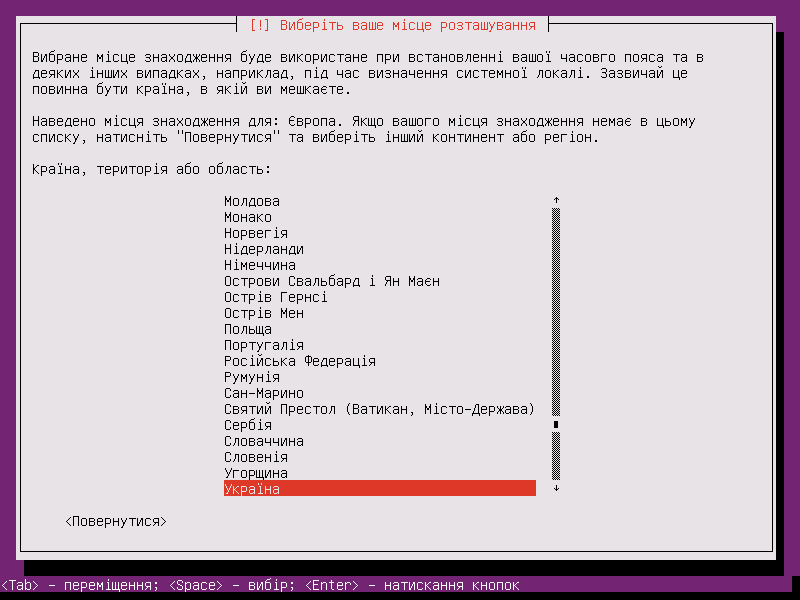 [!] Виберіть ваше місце розташування
Вибране місце знаходження буде використане при встановленні вашої часовго пояса та в
деяких інших випадках, наприклад, під час визначення системної локалі. Зазвичай це
повинна бути країна, в якій ви мешкаєте.
Наведено місця знаходження для: Європа. Якщо вашого місця знаходження немає в цьому
списку, натисніть "Повернутися" та виберіть інший континент або регіон.
Країна, територія або область:
Молдова
Монако
Норвегія
Нідерланди
Німеччина
Острови Свальбард і Ян Маєн
Острів Гернсі
Острів Мен
Польща
Португалія
Російська Федерація
Румунія
Сан-Марино
Святий Престол (Ватикан, Місто-Держава)
Сербія
Словаччина
Словенія
Угорщина
Україна
<Повернутися>
<Tab> - переміщення; <Space> - вибір; <Enter> - натискання кнопок